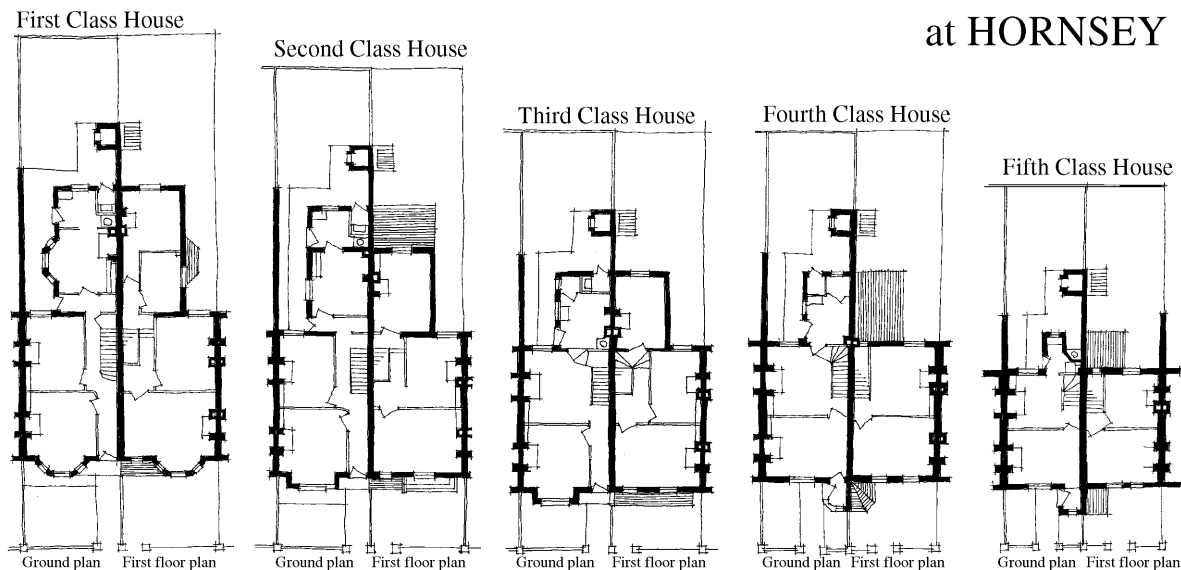 at HORNSEY
First Class House
Second Class House
Third Class House
Fourth Class House
Fifth Class House
Ground plan First floor plan
Ground plan First floor plan
Ground plan First floor plan
Ground plan First floor plan
Ground plan First floor plan